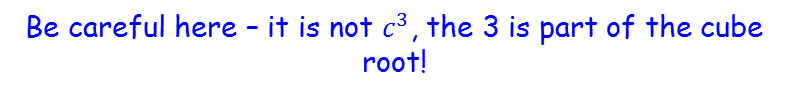 Be careful here – it is not c³, the 3 is part of the cube
root!